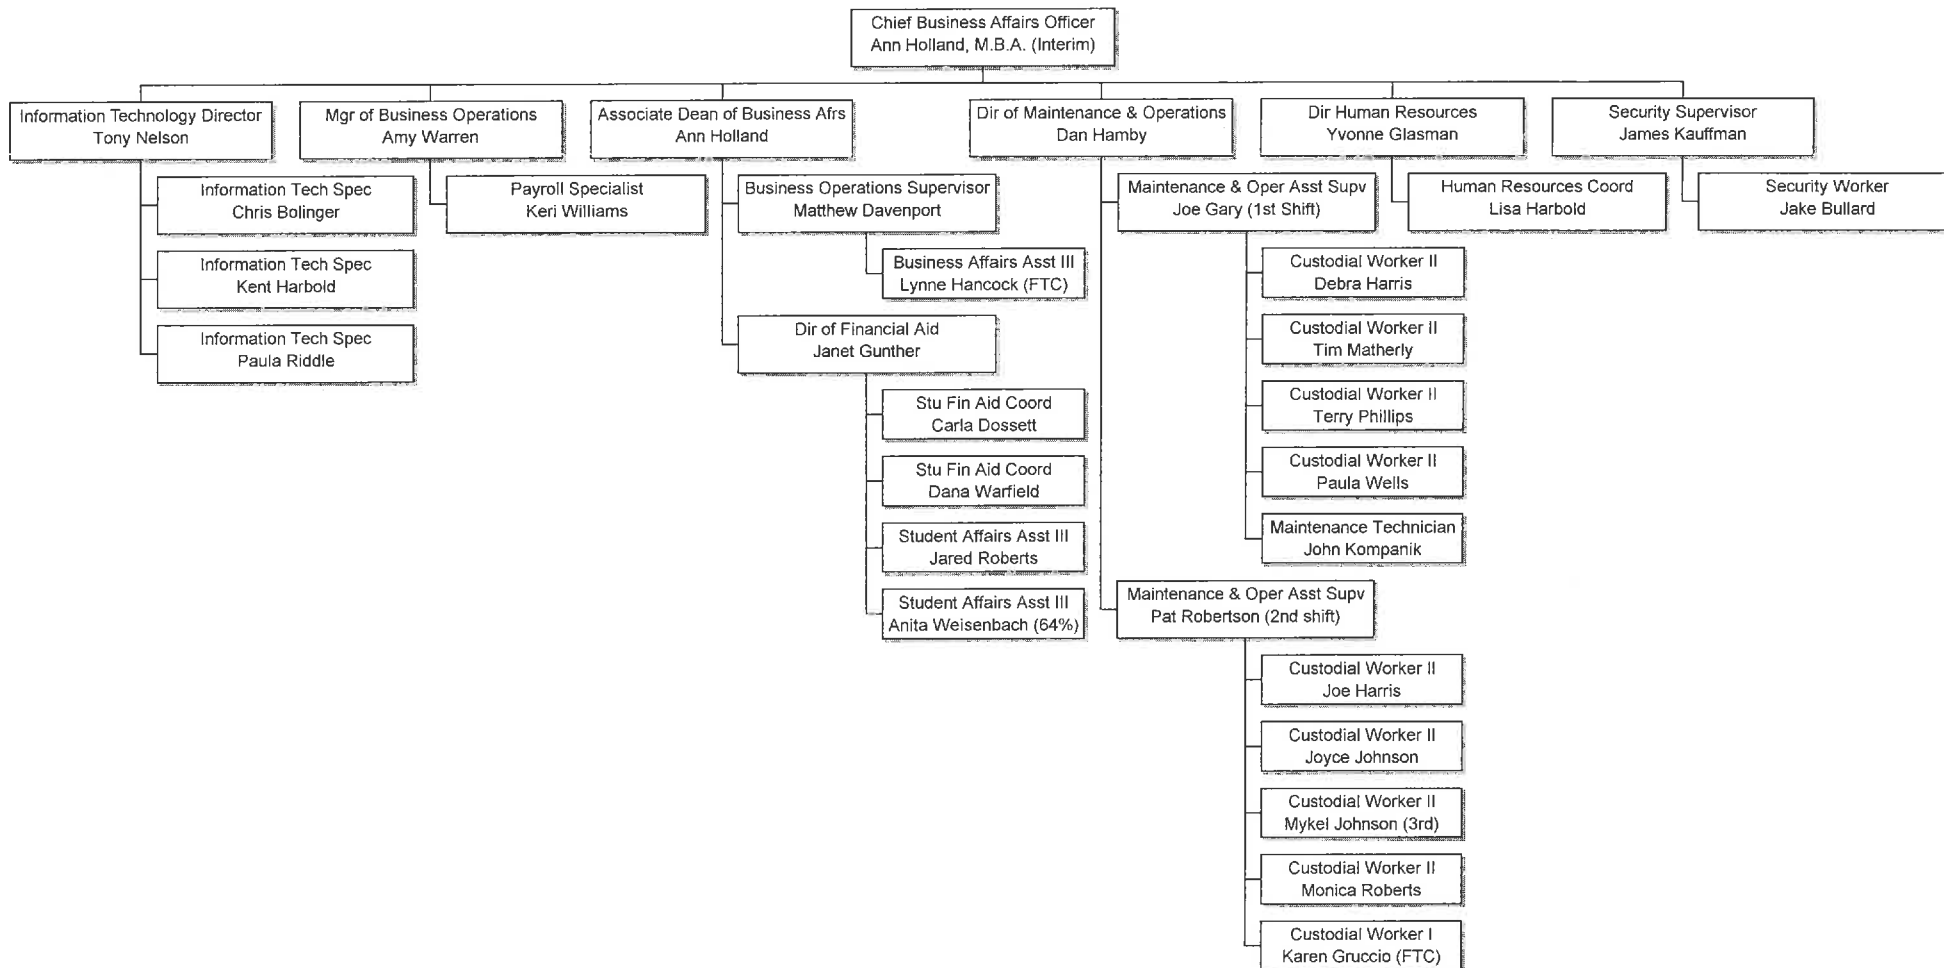 Chief Business Affairs Officer
Ann Holland, M.B.A. (Interim)
Information Technology Director
Tony Nelson
Information Tech Spec
Chris Bolinger
Information Tech Spec
Kent Harbold
Information Tech Spec
Paula Riddle
Mgr of Business Operations
Amy Warren
Payroll Specialist
Keri Williams
Associate Dean of Business Afrs
Ann Holland
Business Operations Supervisor
Matthew Davenport
Business Affairs Asst III
Lynne Hancock (FTC)
Dir of Financial Aid
Janet Gunther
Stu Fin Aid Coord
Carla Dossett
Stu Fin Aid Coord
Dana Warfield
Student Affairs Asst III
Jared Roberts
Student Affairs Asst III
Anita Weisenbach (64%)
Dir of Maintenance & Operations
Dan Hamby
Maintenance & Oper Asst Supv
Joe Gary (1st Shift)
Custodial Worker II
Debra Harris
Custodial Worker II
Tim Matherly
Custodial Worker II
Terry Phillips
Custodial Worker II
Paula Wells
Maintenance Technician
John Kompanik
Maintenance & Oper Asst Supv
Pat Robertson (2nd shift)
Custodial Worker II
Joe Harris
Custodial Worker II
Joyce Johnson
Custodial Worker II
Mykel Johnson (3rd)
Custodial Worker II
Monica Roberts
Custodial Worker I
Karen Gruccio (FTC)
Dir Human Resources
Yvonne Glasman
Human Resources Coord
Lisa Harbold
Security Supervisor
James Kauffman
Security Worker
Jake Bullard